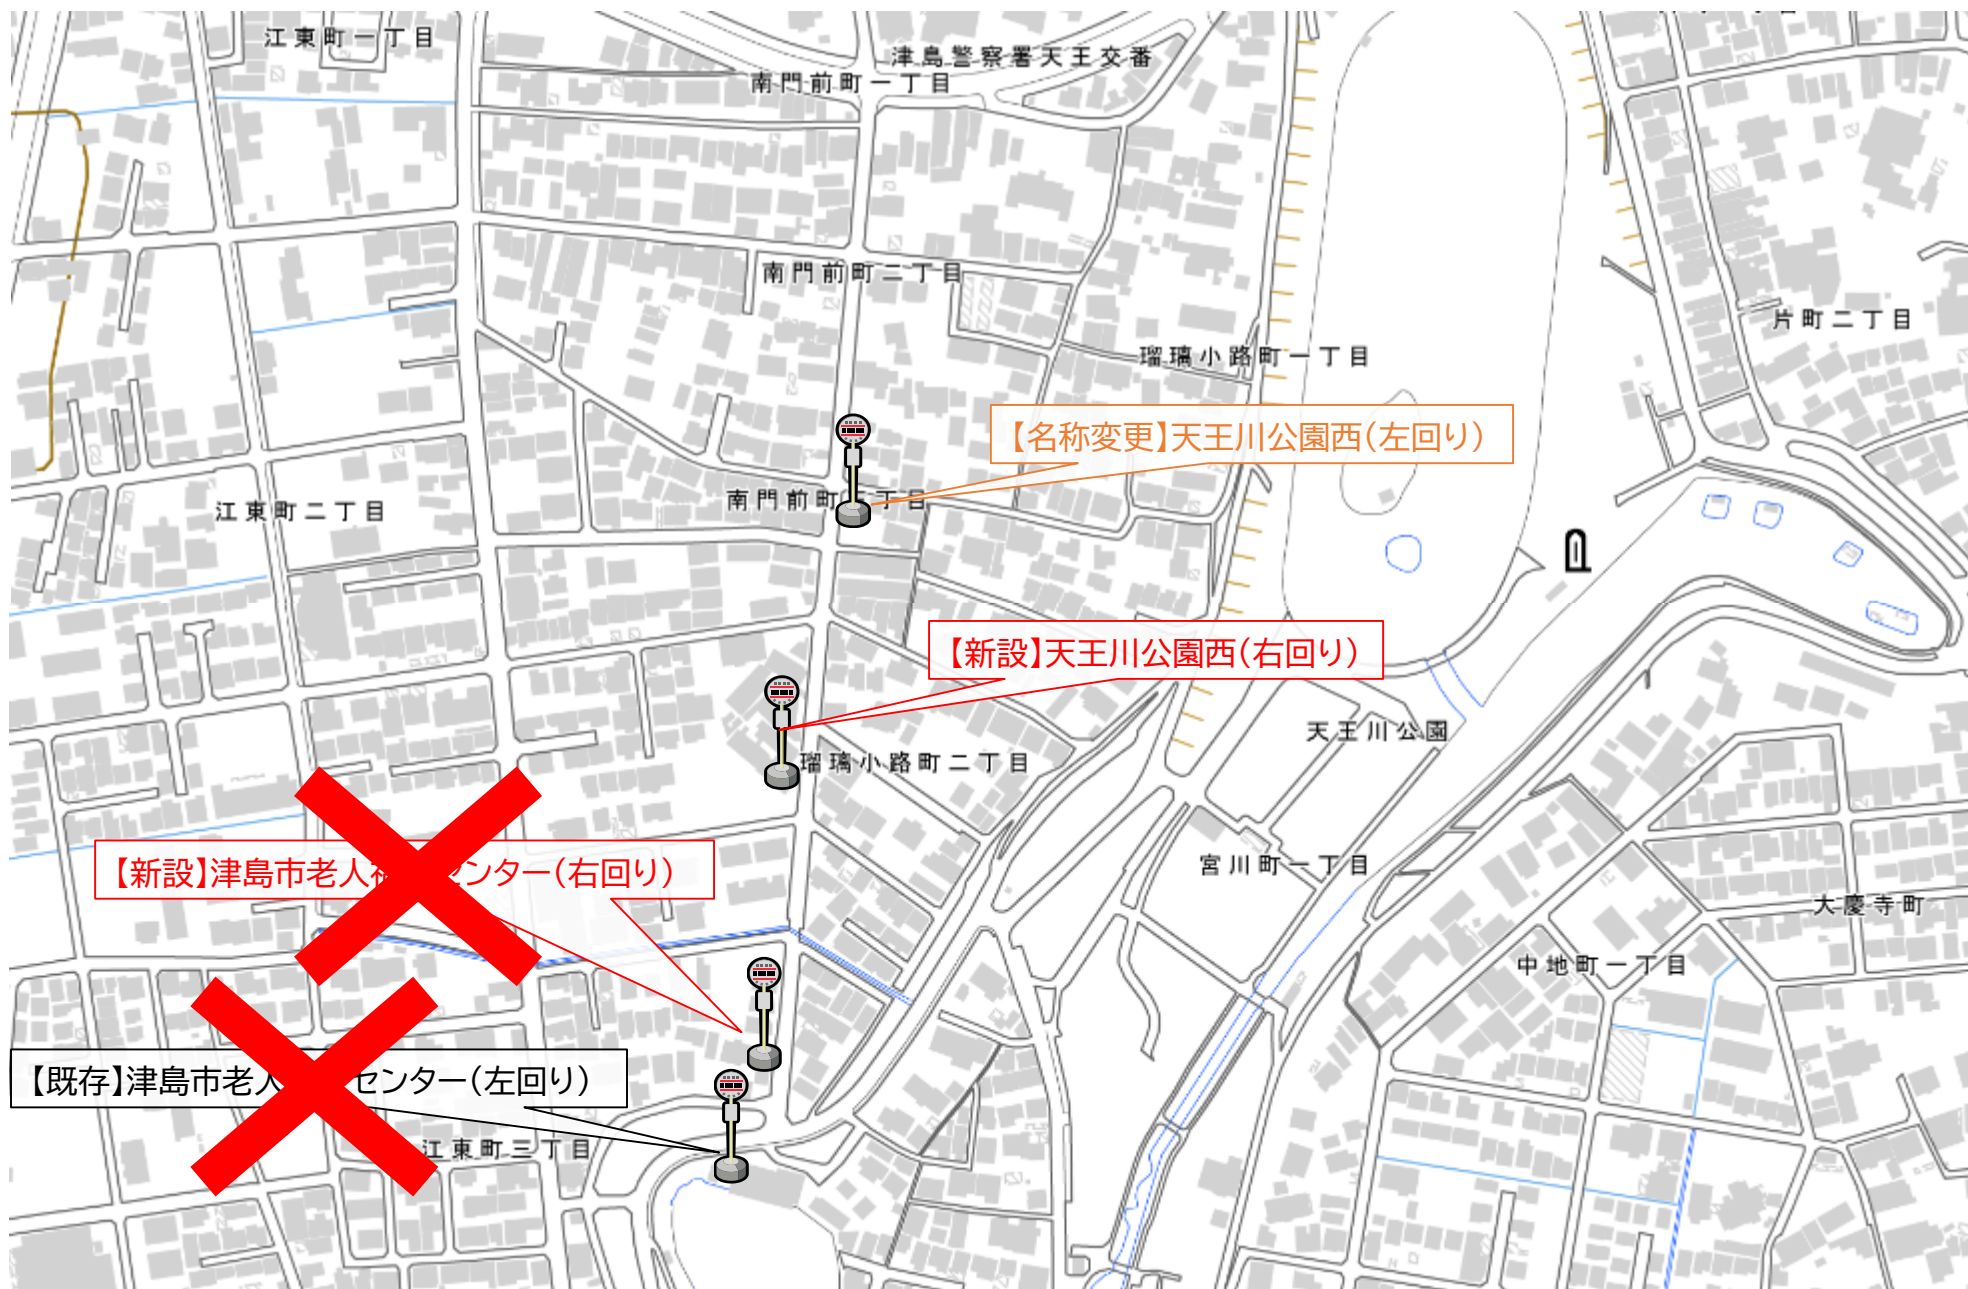 江東町一丁目
津島警察署天王交番
南門前町一丁目
南門前町二丁目
片町二丁目
瑠璃小路町一丁目
【名称変更】天王川公園西(左回り)
南門前町三丁目
江東町二丁目
【新設】天王川公園西(右回り)
天王川公園
瑠璃小路町二丁目
宮川町一丁目
【新設】津島市老人 センター(右回り)
大慶寺町
中地町一丁目
【既存】津島市老人 センター(左回り)
江東町三丁目